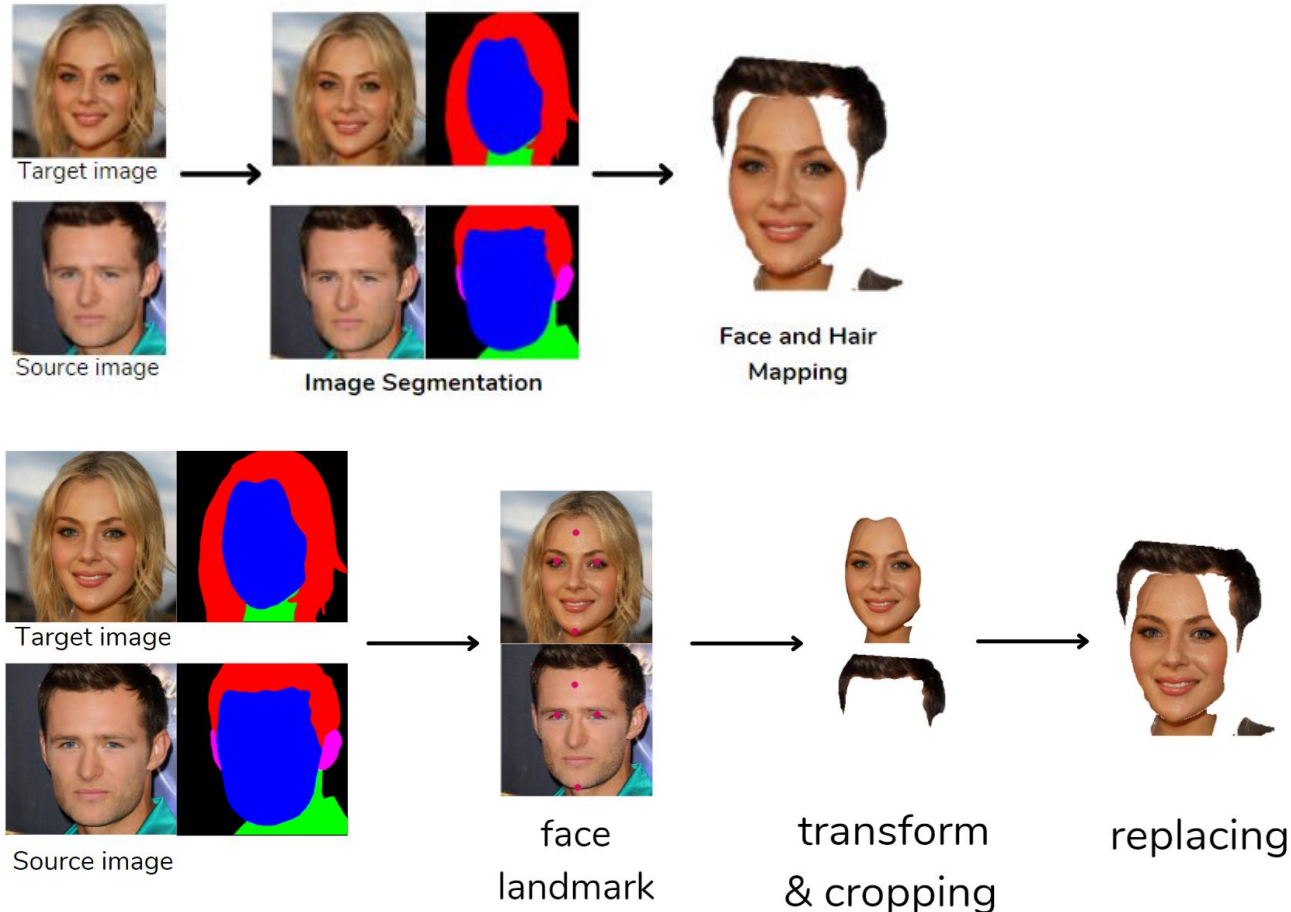 Target image
Source image
Image Segmentation
Face and Hair
Mapping
Target image
Source image
face
landmark
transform
& cropping
replacing